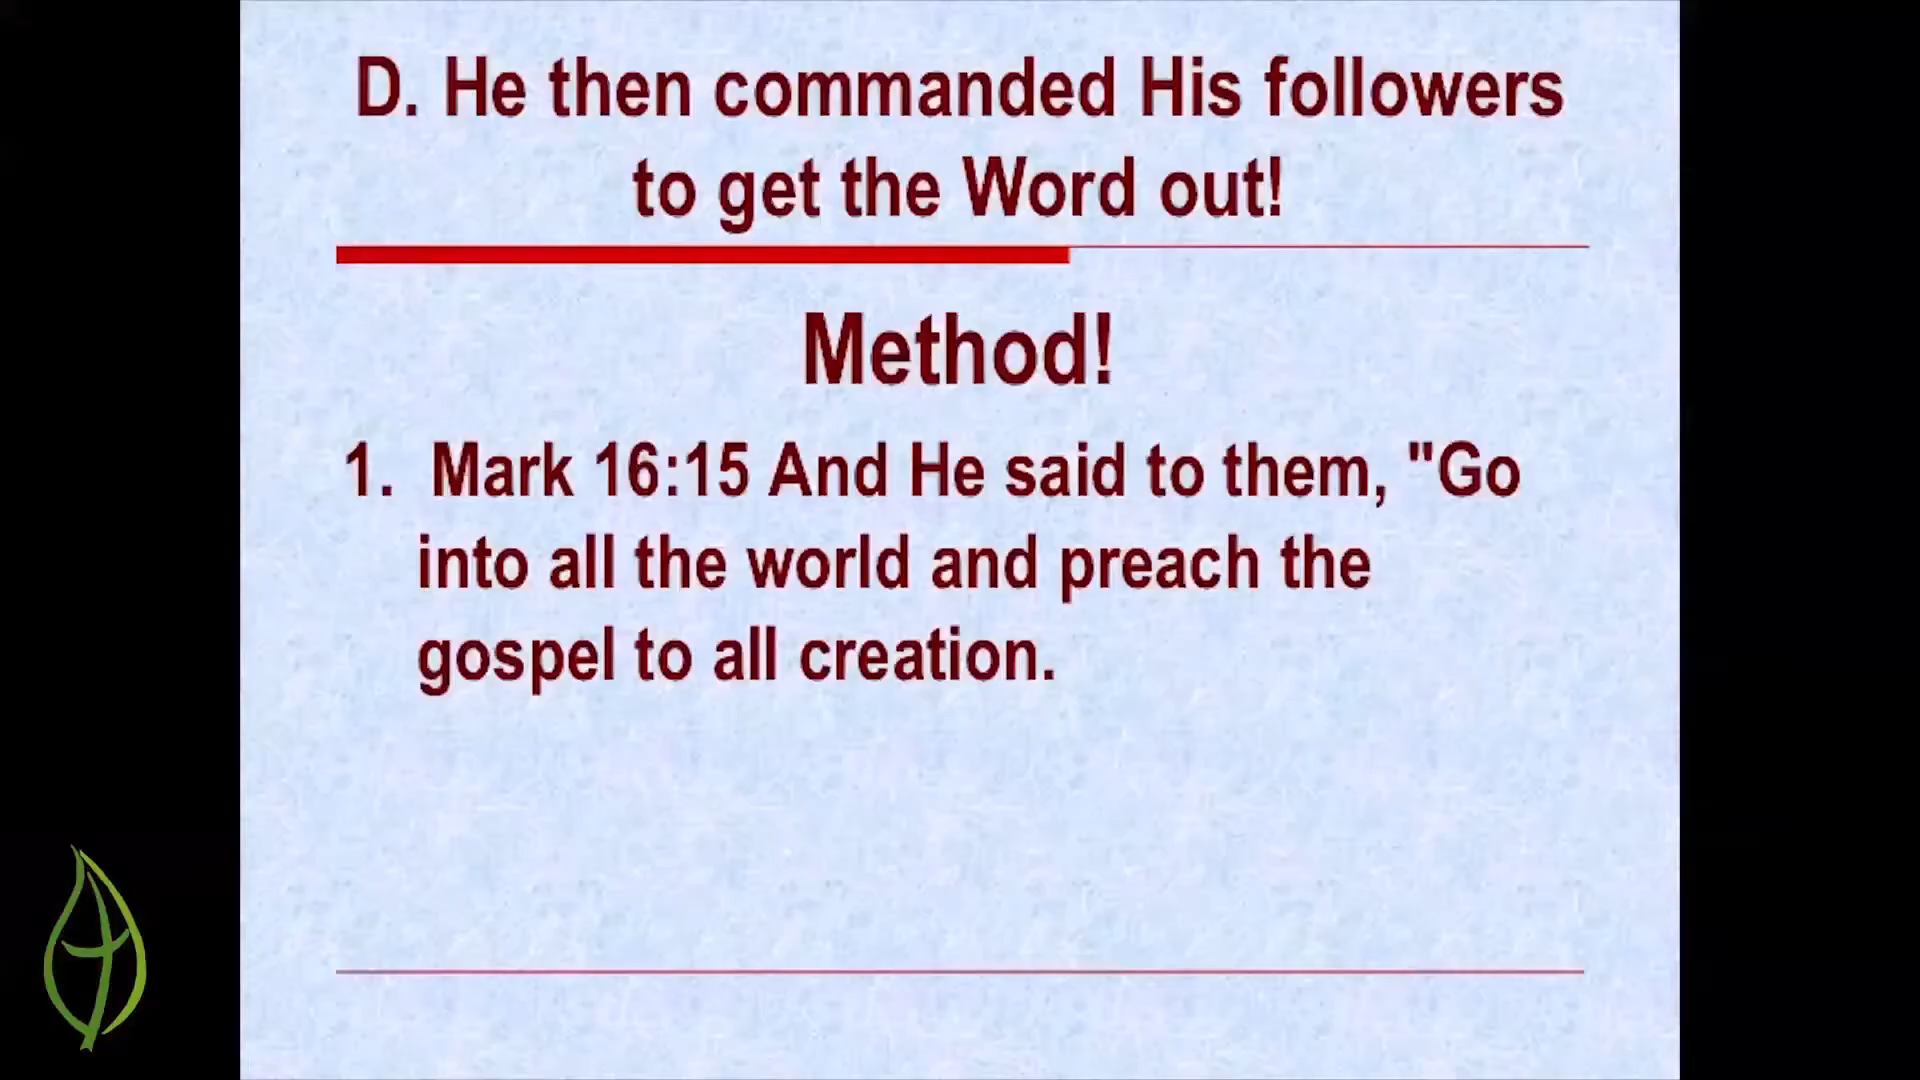 D. He then commanded His followers
to get the Word out!
Method!
1. Mark 16:15 And He said to them, "Go
into all the world and preach the
gospel to all creation.